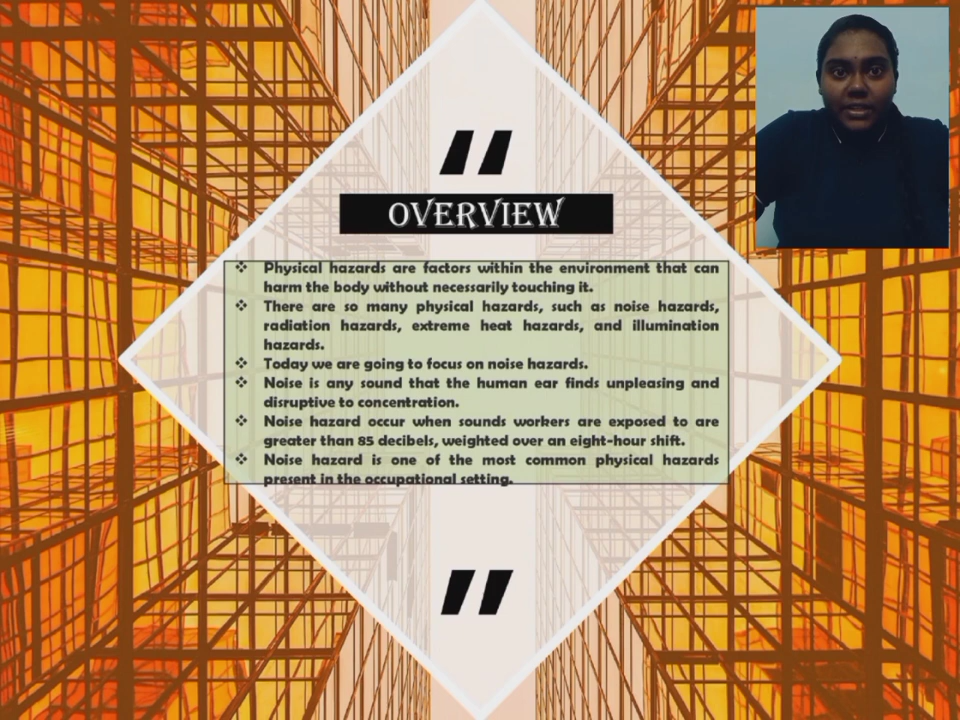 OVERVIEW
❖ Physical hazards are factors within the environment that can
harm the body without necessarily touching it.
❖ There are so many physical hazards, such as noise hazards,
radiation hazards, extreme heat hazards, and illumination
hazards.
❖ Today we are going to focus on noise hazards.
❖ Noise is any sound that the human ear finds unpleasing and
disruptive to concentration.
❖ Noise hazard occur when sounds workers are exposed to are
greater than 85 decibels, weighted over an eight-hour shift.
❖ Noise hazard is one of the most common physical hazards
present in the occupational setting.